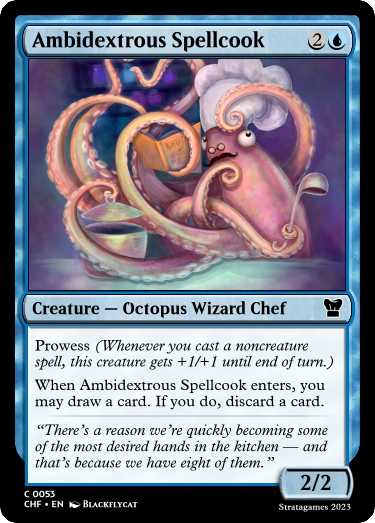 Ambidextrous Spellcook 2
Creature — Octopus Wizard Chef
Prowess (Whenever you cast a noncreature
spell, this creature gets +1/+1 until end of turn.)
When Ambidextrous Spellcook enters, you
may draw a card. If you do, discard a card.
“There's a reason we're quickly becoming some
of the most desired hands in the kitchen — and
that's because we have eight of them.”
2/2
C 0053
CHF • EN BLACKFLYCAT
Stratagames 2023